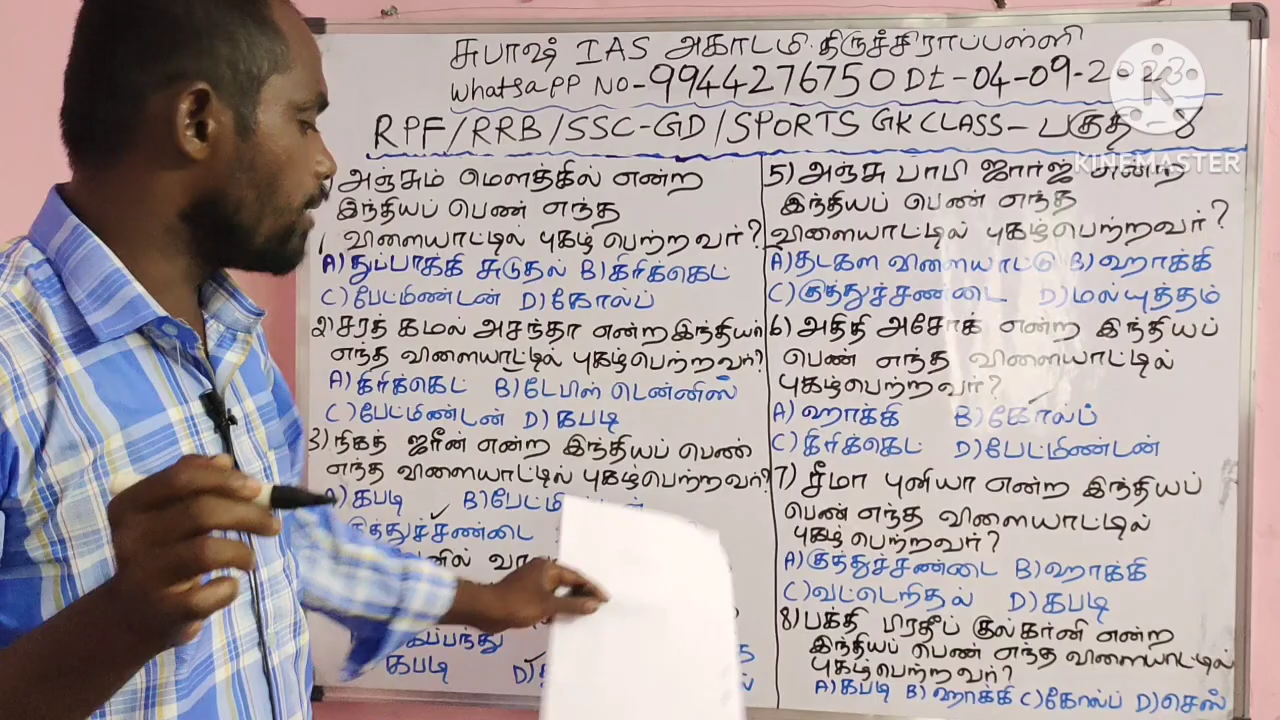 சுபாஷ் IAS அகாடமி திருச்சிராப்பள்ளி
WhatsaPP NO-9944276750 Dt-04-09-2023
RPF/RRB/SSC-GD/SPORTS GK CLASS-பகுதி 8
KINEMASTER
அஞ்சும் மௌத்கில் என்ற
இந்தியப் பெண் எந்த
விளையாட்டில் புகழ் பெற்றவர்?
A) துப்பாக்கி சுடுதல் B) கிரிக்கெட்
C) பேட்மிண்டன் D) கோல்ப்
2) சரத் கமல் அசந்தா என்ற இந்தியர்
எந்த விளையாட்டில் புகழ்பெற்றவர்?
A) கிரிக்கெட் B) டேபிள் டென்னிஸ்
C) பேட்மிண்டன் D) கபடி
3) நிகத் ஜரீன் என்ற இந்தியப் பெண்
எந்த விளையாட்டில் புகழ்பெற்றவர்?
A) கபடி
குத்துச்சண்டை
கபடி
5) அஞ்சு பாபி ஜார்ஜ் என்ற
இந்தியப் பெண் எந்த
விளையாட்டில் புகழ்பெற்றவர்?
A) தடகள விளையாட்டு B) ஹாக்கி
C) குத்துச்சண்டை D) மல்யுத்தம்
6) அதிதி அசோக் என்ற இந்தியப்
பெண் எந்த விளையாட்டில்
புகழ்பெற்றவர்?
A) ஹாக்கி B) கோல்ப்
C) கிரிக்கெட் D) பேட்மிண்டன்
7) சீமா புனியா என்ற இந்தியப்
பெண் எந்த விளையாட்டில்
புகழ் பெற்றவர்?
A) குத்துச்சண்டை B) ஹாக்கி
C) வட்டெறிதல் D) கபடி
8) பக்தி பிரதீப் குல்கர்னி என்ற
இந்தியப் பெண் எந்த விளையாட்டில்
புகழ்பெற்றவர்?
A) கபடி B) ஹாக்கி C) கோல்ப் D) செஸ்